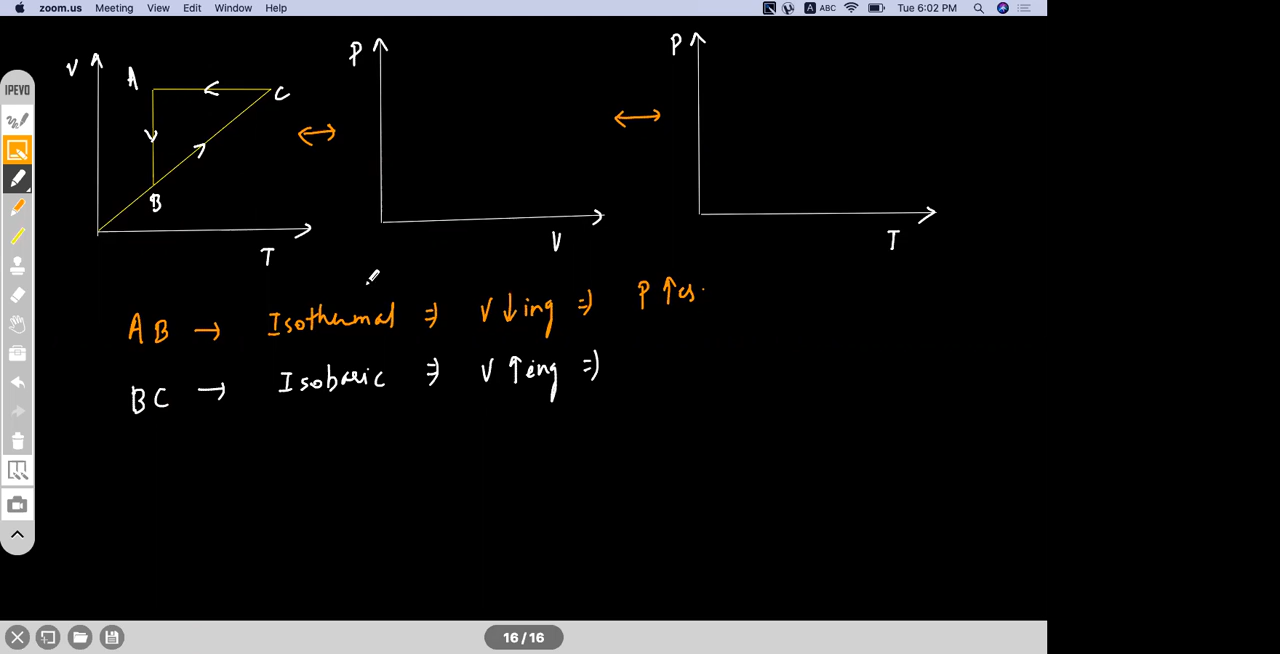 zoom.us Meeting View Edit Window Help A ABC Tue 6:02 PM
IPEVO
V A C B T
P V
P T
AB → Isothermal ⇒ V↓ing ⇒ P↑es.
BC → Isobaric ⇒ V↑ing ⇒
16 / 16